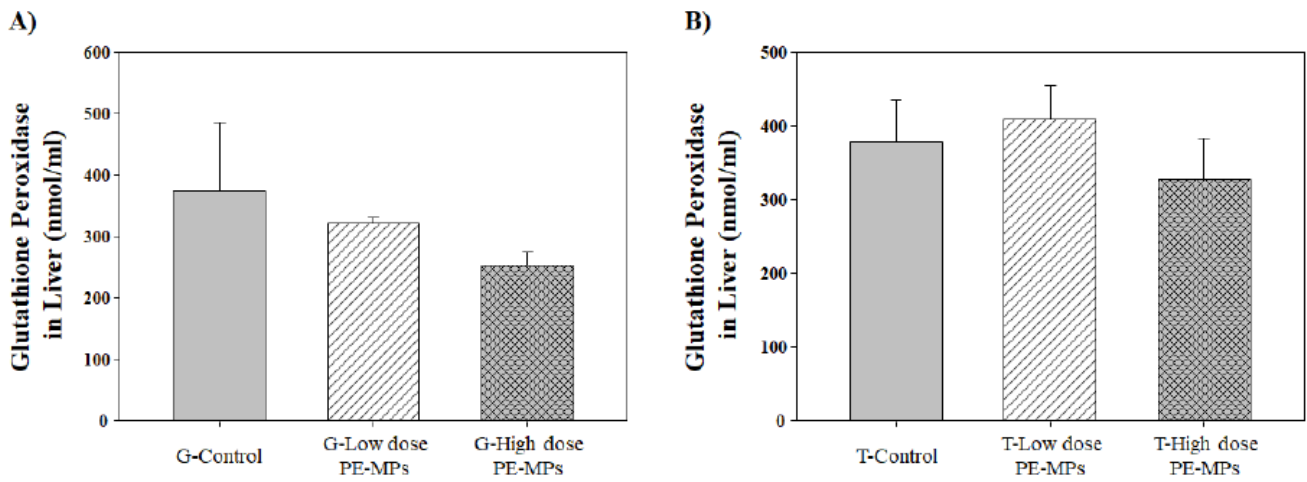 A)
Glutathione Peroxidase
in Liver (nmol/ml)
600
500
400
300
200
100
0
G-Control
G-Low dose
PE-MPs
G-High dose
PE-MPs
B)
Glutathione Peroxidase
in Liver (nmol/ml)
500
400
300
200
100
0
T-Control
T-Low dose
PE-MPs
T-High dose
PE-MPs